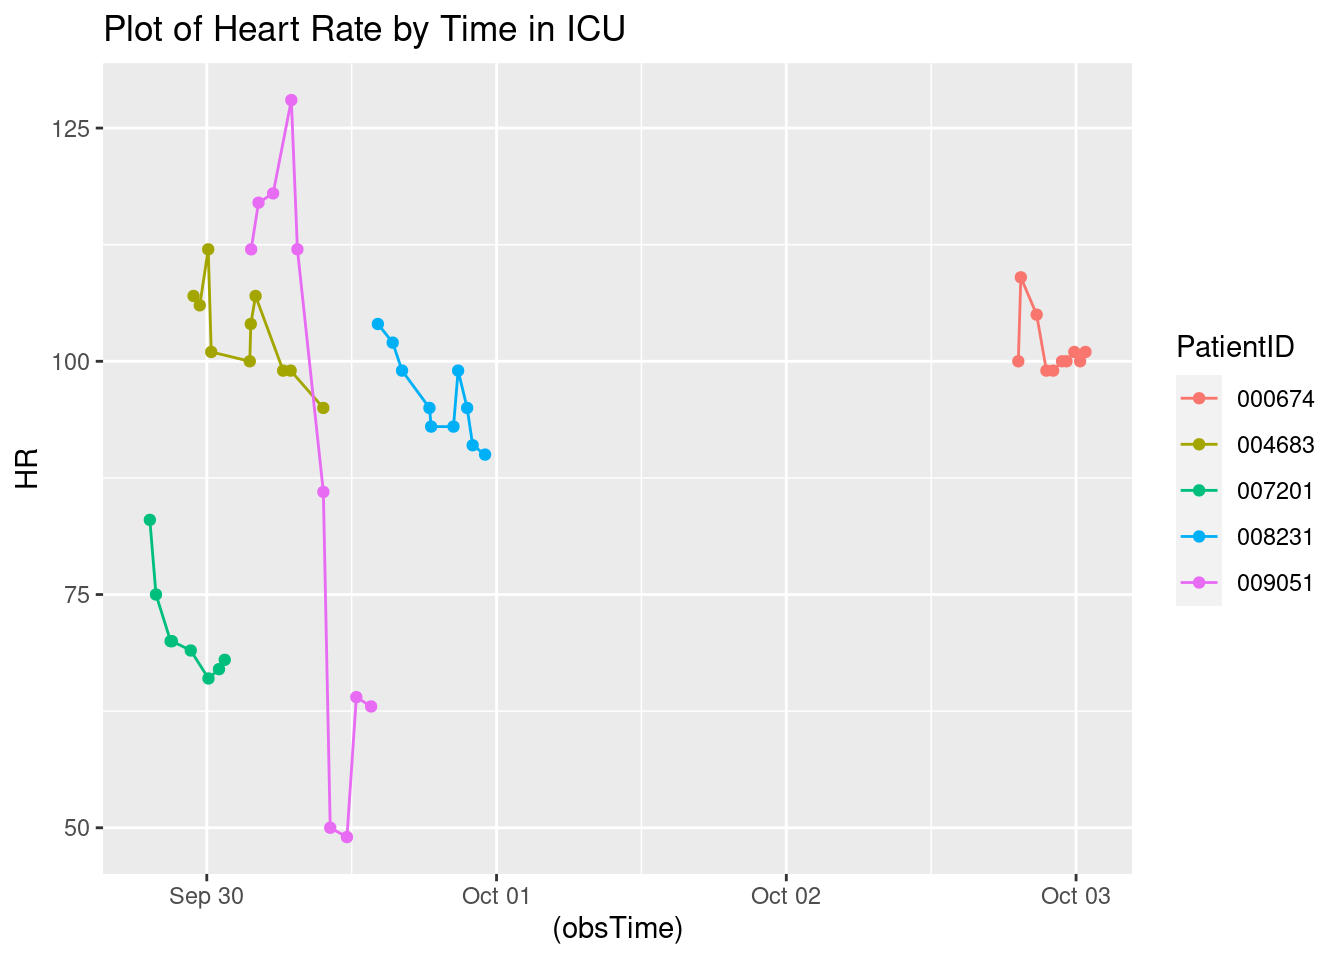 Plot of Heart Rate by Time in ICU
125
100
75
50
HR
Sep 30
Oct 01
Oct 02
Oct 03
(obsTime)
PatientID
000674
004683
007201
008231
009051